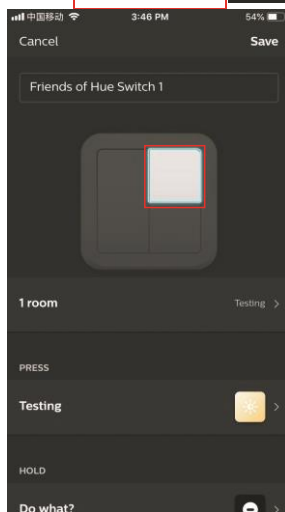 中国移动 3:46 PM 54%
Cancel Save
Friends of Hue Switch 1
1 room Testing
PRESS
Testing
HOLD
Do what?